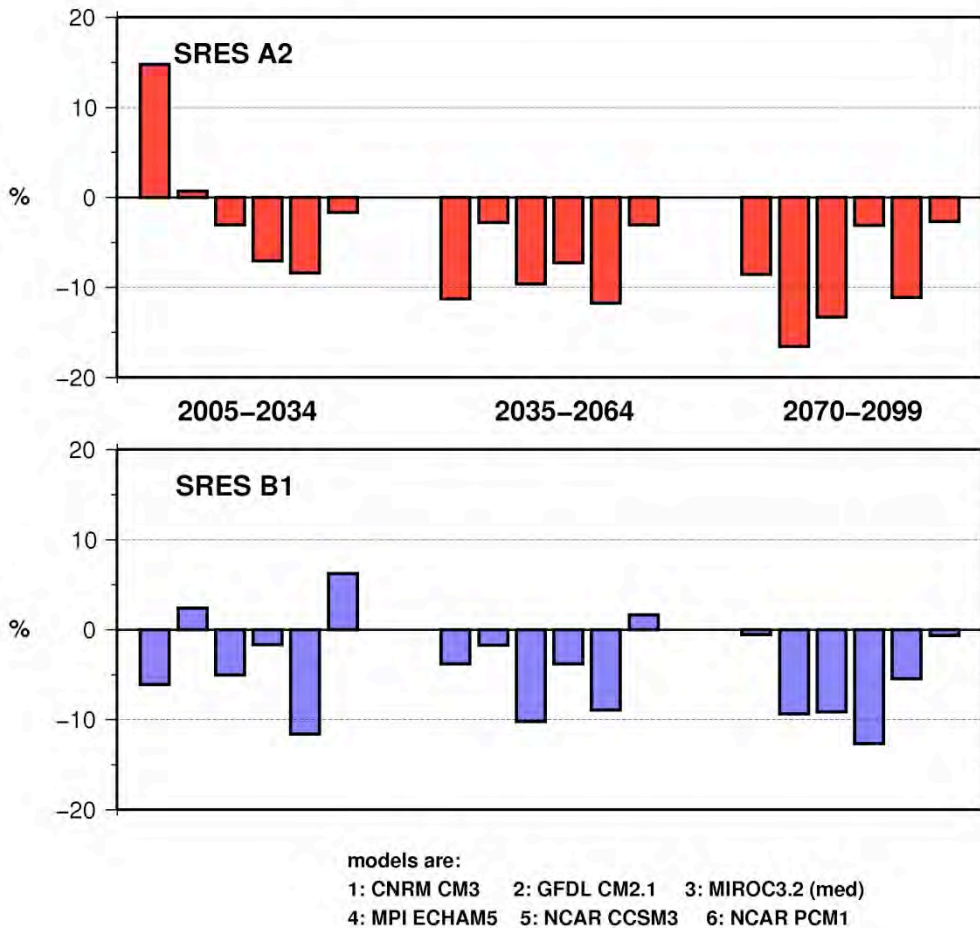 20
SRES A2
10
%
0
−10
−20
2005−2034 2035−2064 2070−2099
20
SRES B1
10
%
0
−10
−20
models are:
1: CNRM CM3 2: GFDL CM2.1 3: MIROC3.2 (med)
4: MPI ECHAM5 5: NCAR CCSM3 6: NCAR PCM1